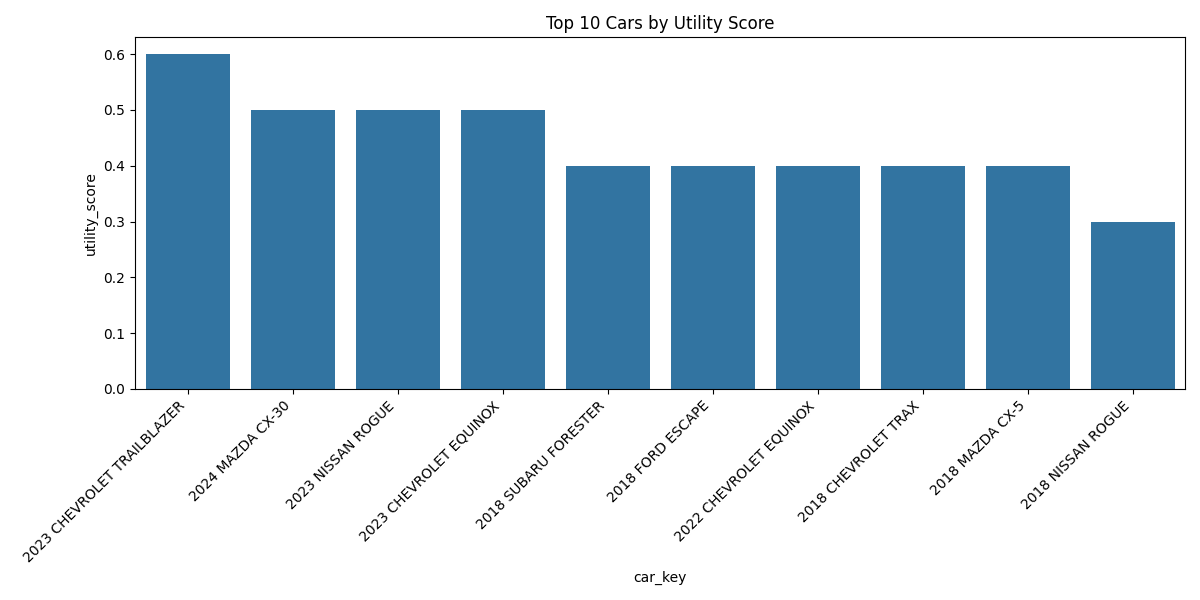 Top 10 Cars by Utility Score
utility_score
0.6
0.5
0.4
0.3
0.2
0.1
0.0
2023 CHEVROLET TRAILBLAZER
2024 MAZDA CX-30
2023 NISSAN ROGUE
2023 CHEVROLET EQUINOX
2018 SUBARU FORESTER
2018 FORD ESCAPE
2022 CHEVROLET EQUINOX
2018 CHEVROLET TRAX
2018 MAZDA CX-5
2018 NISSAN ROGUE
car_key